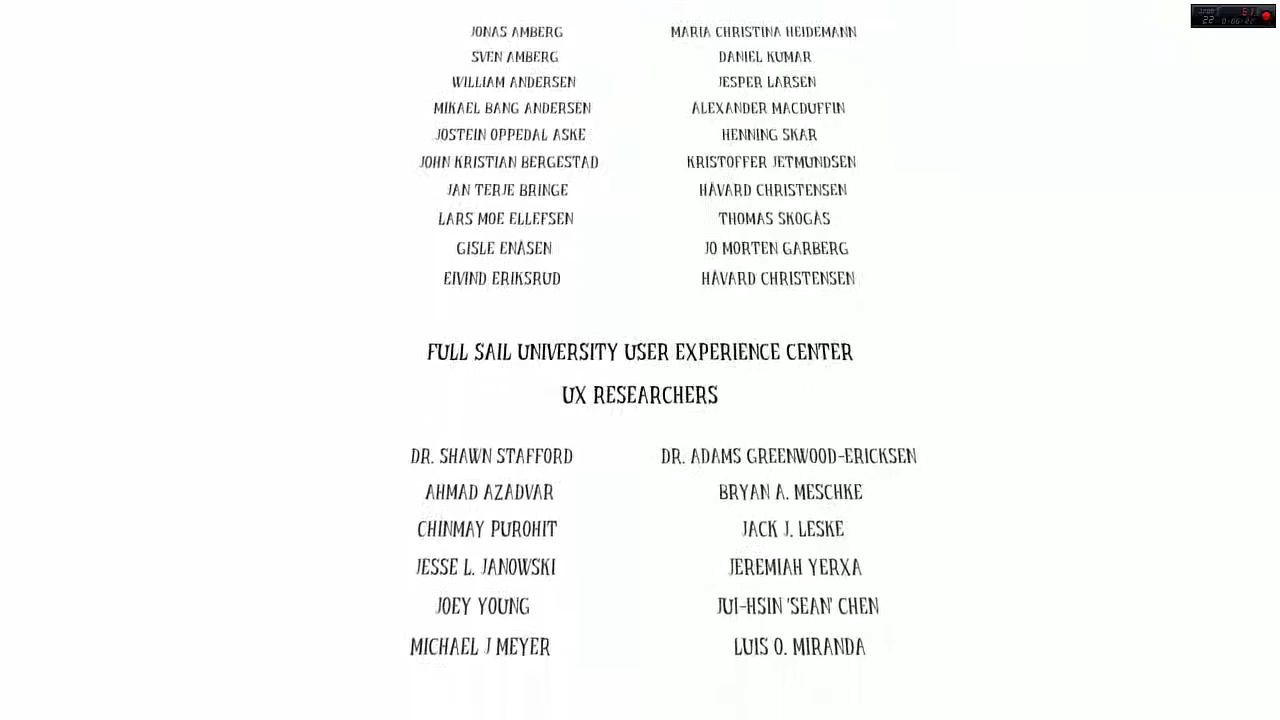 JONAS AMBERG MARIA CHRISTINA HEIDEMANN
SVEN AMBERG DANIEL KUMAR
WILLIAM ANDERSEN JESPER LARSEN
MIKAEL BANG ANDERSEN ALEXANDER MACDUFFIN
JOSTEIN OPPEDAL ASKE HENNING SKAR
JOHN KRISTIAN BERGESTAD KRISTOFFER JETMUNDSEN
JAN TERJE BRINGE HÅVARD CHRISTENSEN
LARS MOE ELLEFSEN THOMAS SKOGÅS
GISLE ENÅSEN JO MORTEN GARBERG
EIVIND ERIKSRUD HÅVARD CHRISTENSEN
FULL SAIL UNIVERSITY USER EXPERIENCE CENTER
UX RESEARCHERS
DR. SHAWN STAFFORD DR. ADAMS GREENWOOD-ERICKSEN
AHMAD AZADVAR BRYAN A. MESCHKE
CHINMAY PUROHIT JACK J. LESKE
JESSE L. JANOWSKI JEREMIAH YERXA
JOEY YOUNG JUI-HSIN 'SEAN' CHEN
MICHAEL J MEYER LUIS O. MIRANDA